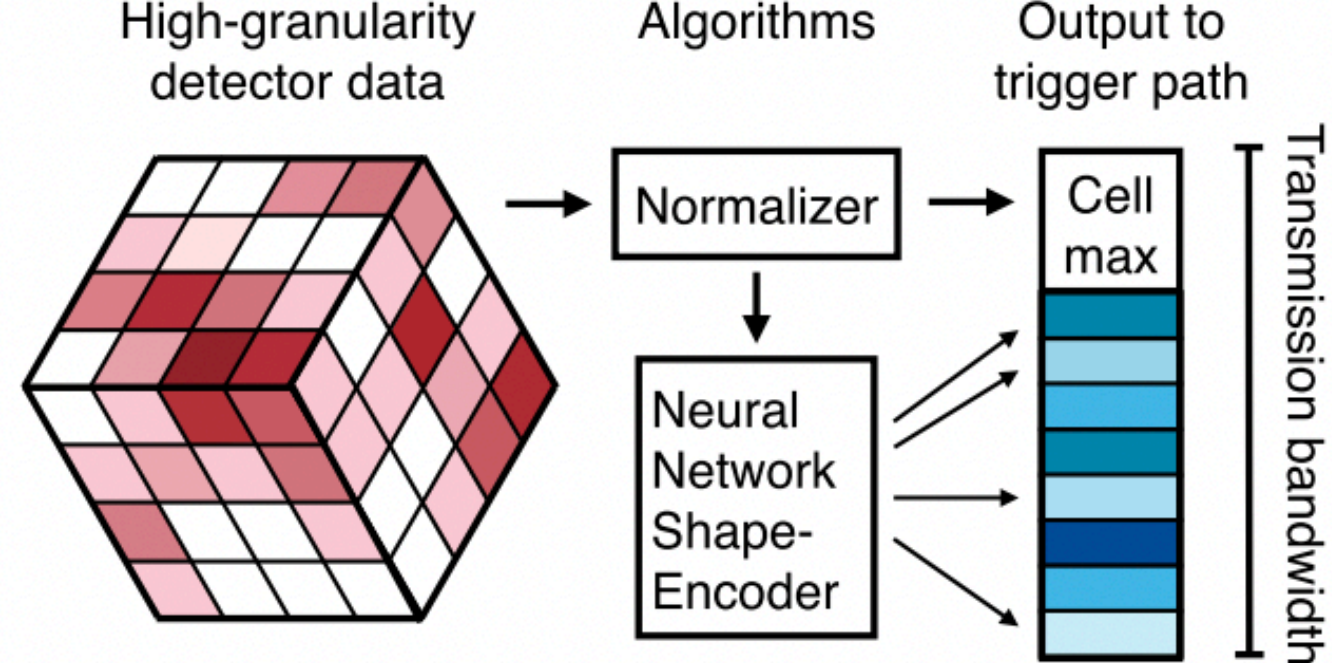 High-granularity
detector data
Algorithms
Output to
trigger path
Normalizer
Cell
max
Neural
Network
Shape-
Encoder
Transmission bandwidth